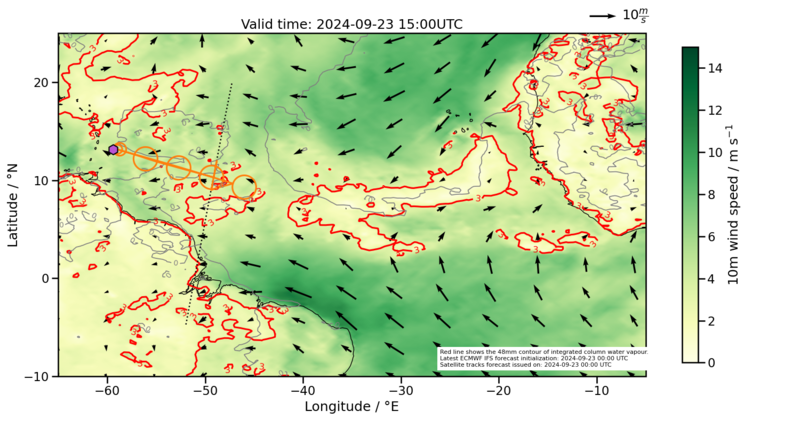 Valid time: 2024-09-23 15:00UTC
10 m/s
20
10
0
−10
Latitude / °N
−60
−50
−40
−30
−20
−10
Longitude / °E
Red line shows the 48mm contour of integrated column water vapour
Latest ECMWF IFS forecast initialization: 2024-09-23 00:00 UTC
Satellite tracks forecast issued on: 2024-09-23 00:00 UTC
14
12
10
8
6
4
2
0
10m wind speed / m s⁻¹